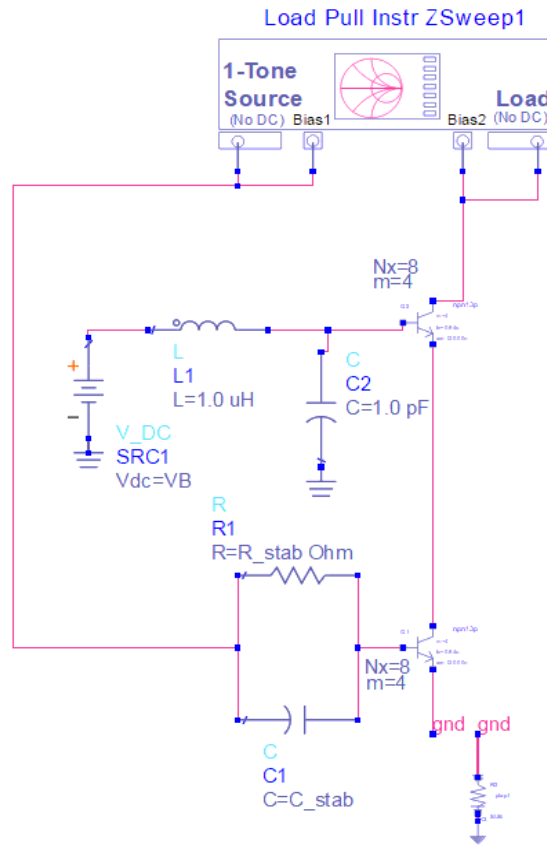 Load Pull Instr ZSweep1
1-Tone
Source
(No DC)
Bias1
Bias2
Load
(No DC)
Nx=8
m=4
npn13p
L
L1
L=1.0 uH
C
C2
C=1.0 pF
+
-
V_DC
SRC1
Vdc=VB
R
R1
R=R_stab Ohm
npn13p
Nx=8
m=4
gnd
gnd
C
C1
C=C_stab